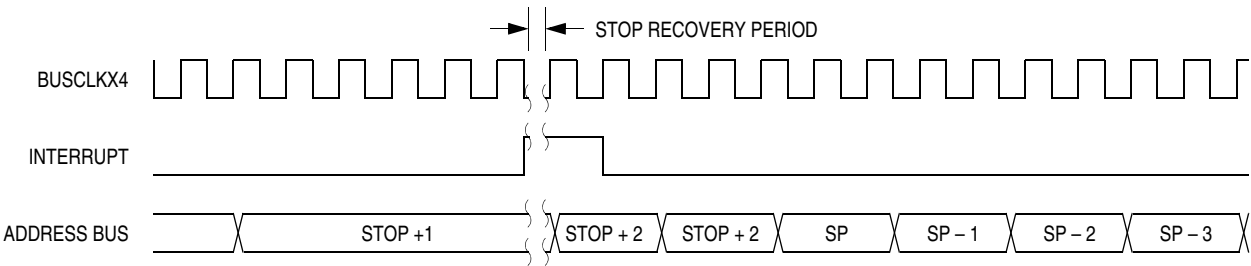 STOP RECOVERY PERIOD
BUSCLKX4
INTERRUPT
ADDRESS BUS STOP +1 STOP + 2 STOP + 2 SP SP – 1 SP – 2 SP – 3